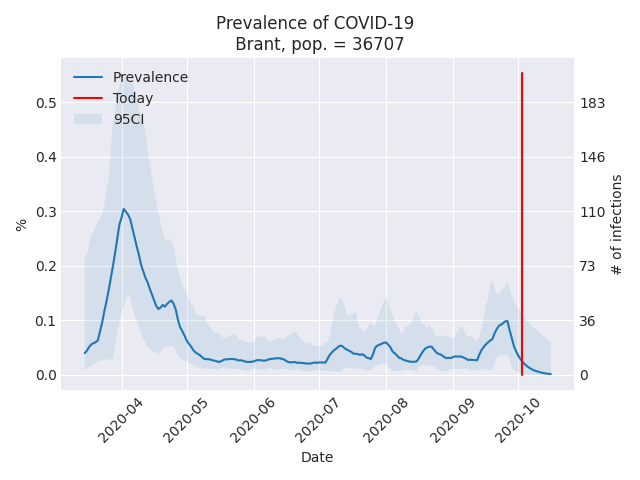 Prevalence of COVID-19
Brant, pop. = 36707
Prevalence
Today
95CI
0.5
0.4
0.3
0.2
0.1
0.0
%
183
146
110
73
36
0
# of infections
2020-04
2020-05
2020-06
2020-07
2020-08
2020-09
2020-10
Date